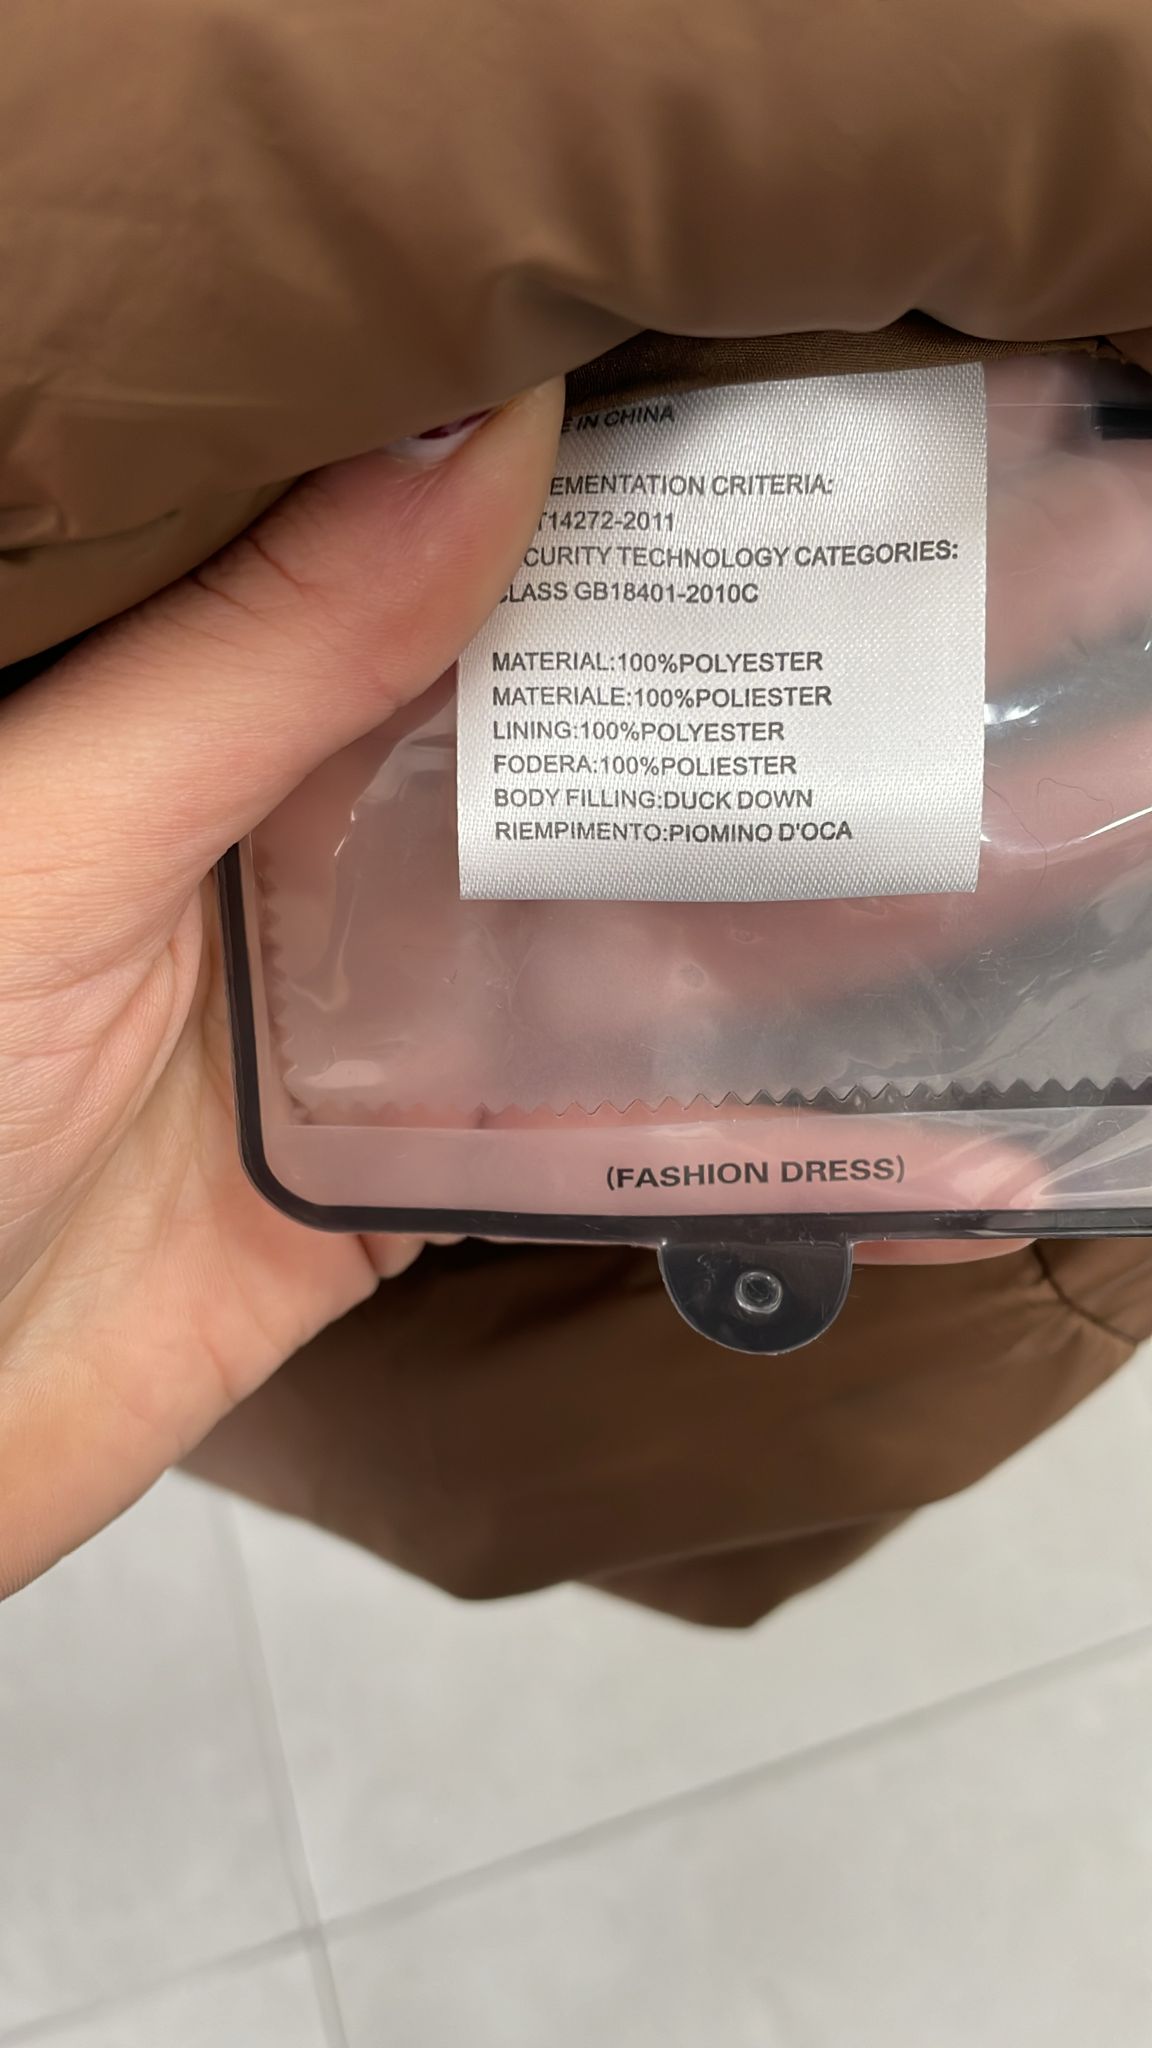 IN CHINA
EMENTATION CRITERIA:
T14272-2011
CURITY TECHNOLOGY CATEGORIES:
CLASS GB18401-2010C
MATERIAL:100%POLYESTER
MATERIALE:100%POLIESTER
LINING:100%POLYESTER
FODERA:100%POLIESTER
BODY FILLING:DUCK DOWN
RIEMPIMENTO:PIOMINO D'OCA
(FASHION DRESS)